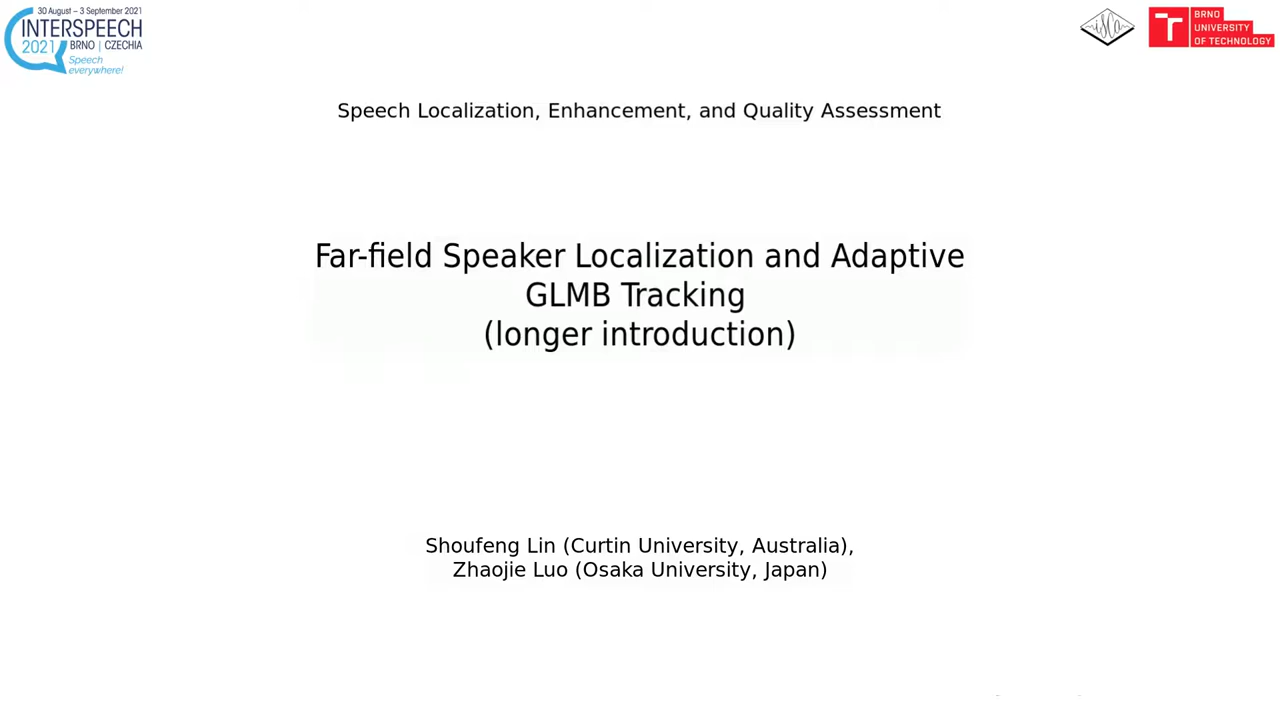 30 August – 3 September 2021
INTERSPEECH
2021 BRNO | CZECHIA
Speech
everywhere!
BRNO
UNIVERSITY
OF TECHNOLOGY
Speech Localization, Enhancement, and Quality Assessment
Far-field Speaker Localization and Adaptive
GLMB Tracking
(longer introduction)
Shoufeng Lin (Curtin University, Australia),
Zhaojie Luo (Osaka University, Japan)